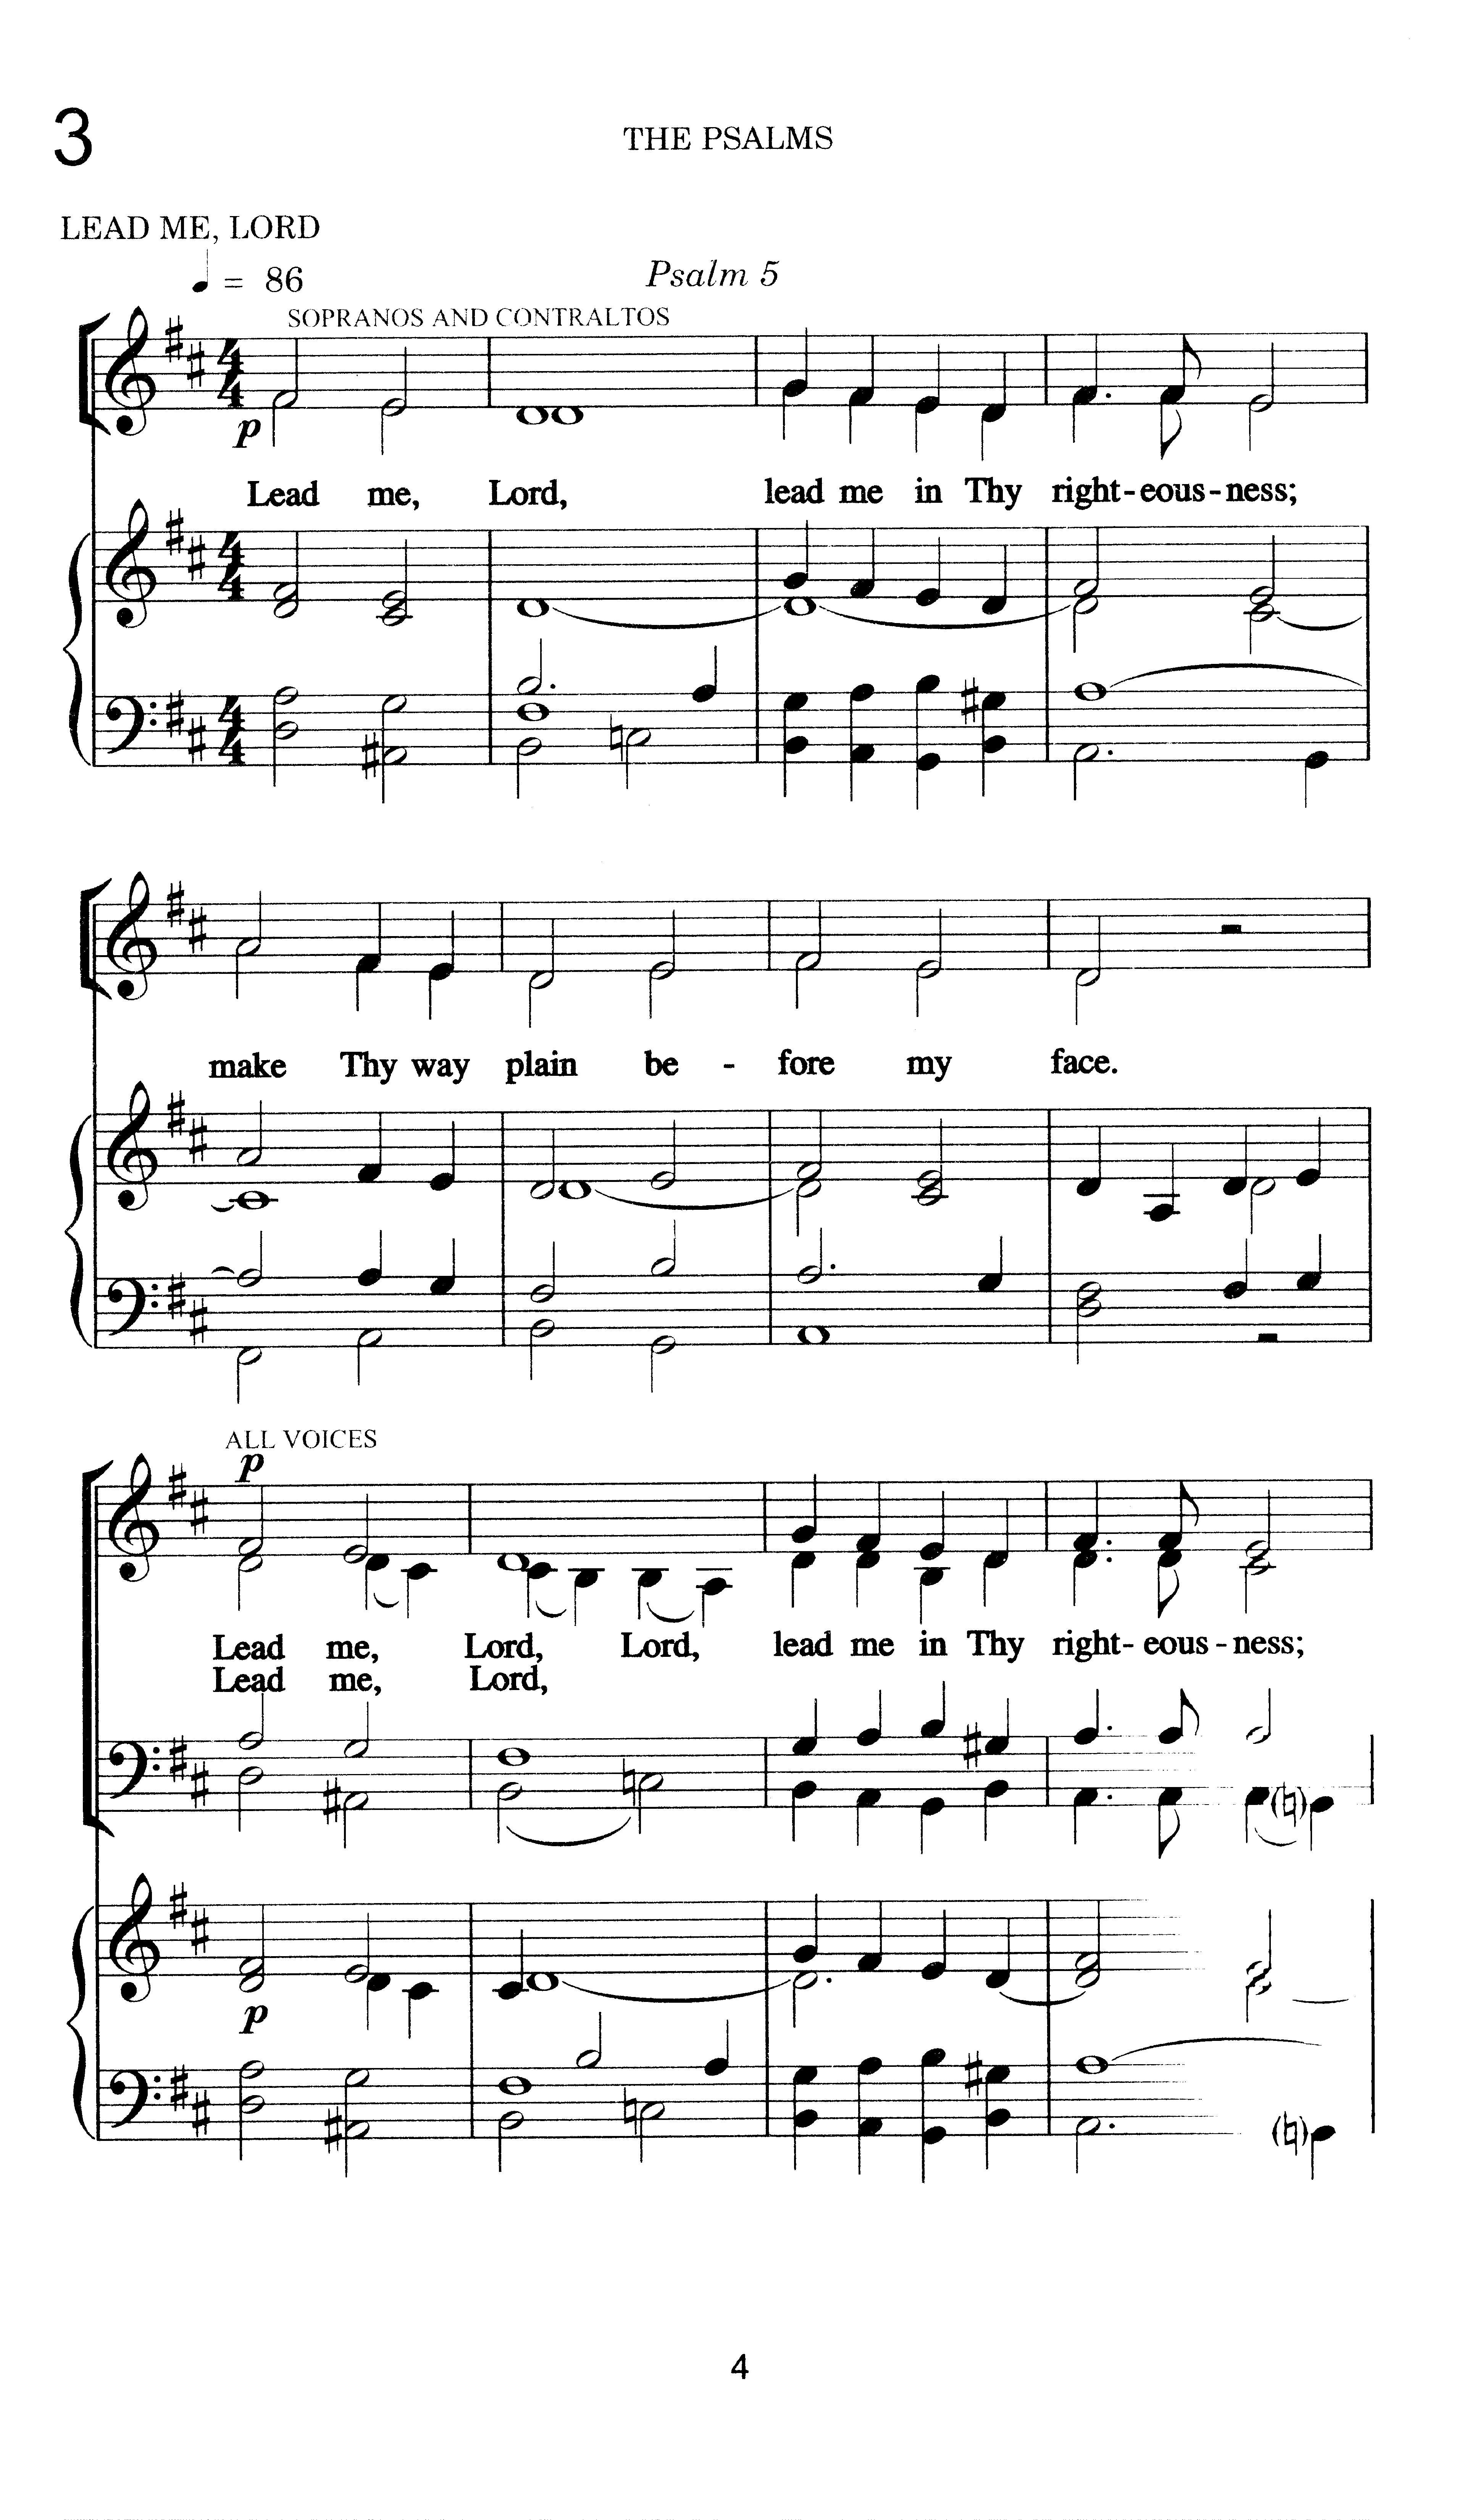 3
THE PSALMS
LEAD ME, LORD
♩ = 86
Psalm 5
SOPRANOS AND CONTRALTOS
p
Lead me, Lord, lead me in Thy right-eous-ness;
make Thy way plain be - fore my face.
ALL VOICES
p
Lead me, Lord, Lord, lead me in Thy right-eous-ness;
Lead me, Lord,
p
4